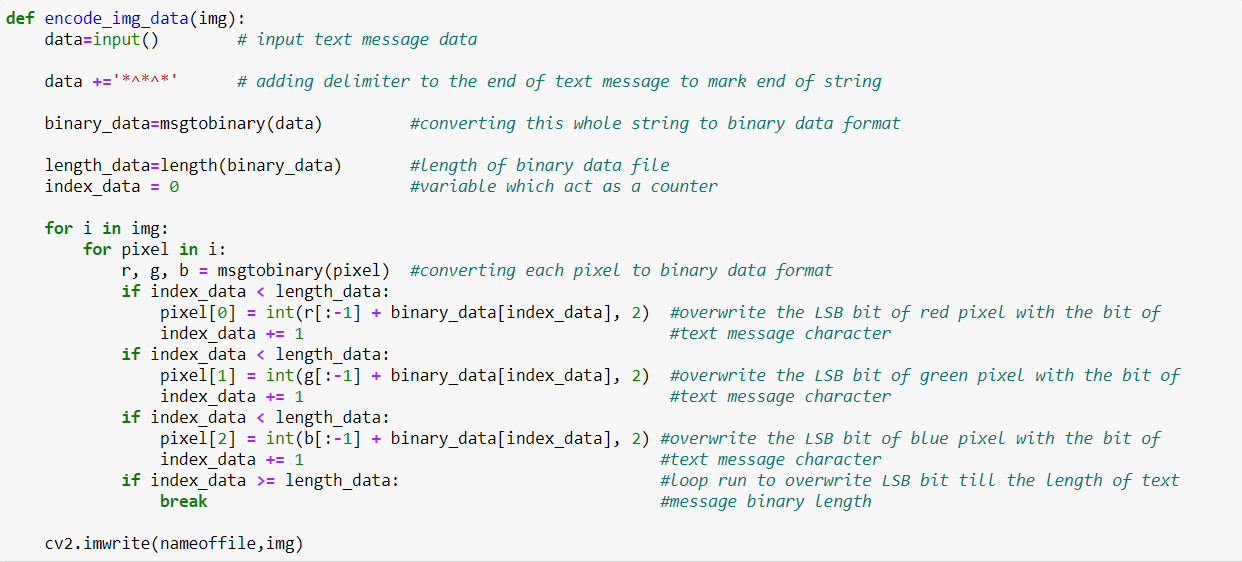 def encode_img_data(img):
    data=input()        # input text message data
    data +='*^*^*'      # adding delimiter to the end of text message to mark end of string
    binary_data=msgtobinary(data)         #converting this whole string to binary data format
    length_data=length(binary_data)       #length of binary data file
    index_data = 0                        #variable which act as a counter
    for i in img:
        for pixel in i:
            r, g, b = msgtobinary(pixel)  #converting each pixel to binary data format
            if index_data < length_data:
                pixel[0] = int(r[:-1] + binary_data[index_data], 2)  #overwrite the LSB bit of red pixel with the bit of
                index_data += 1                                      #text message character
            if index_data < length_data:
                pixel[1] = int(g[:-1] + binary_data[index_data], 2)  #overwrite the LSB bit of green pixel with the bit of
                index_data += 1                                      #text message character
            if index_data < length_data:
                pixel[2] = int(b[:-1] + binary_data[index_data], 2) #overwrite the LSB bit of blue pixel with the bit of
                index_data += 1                                     #text message character
            if index_data >= length_data:                           #loop run to overwrite LSB bit till the length of text
                break                                               #message binary length
    cv2.imwrite(nameoffile,img)